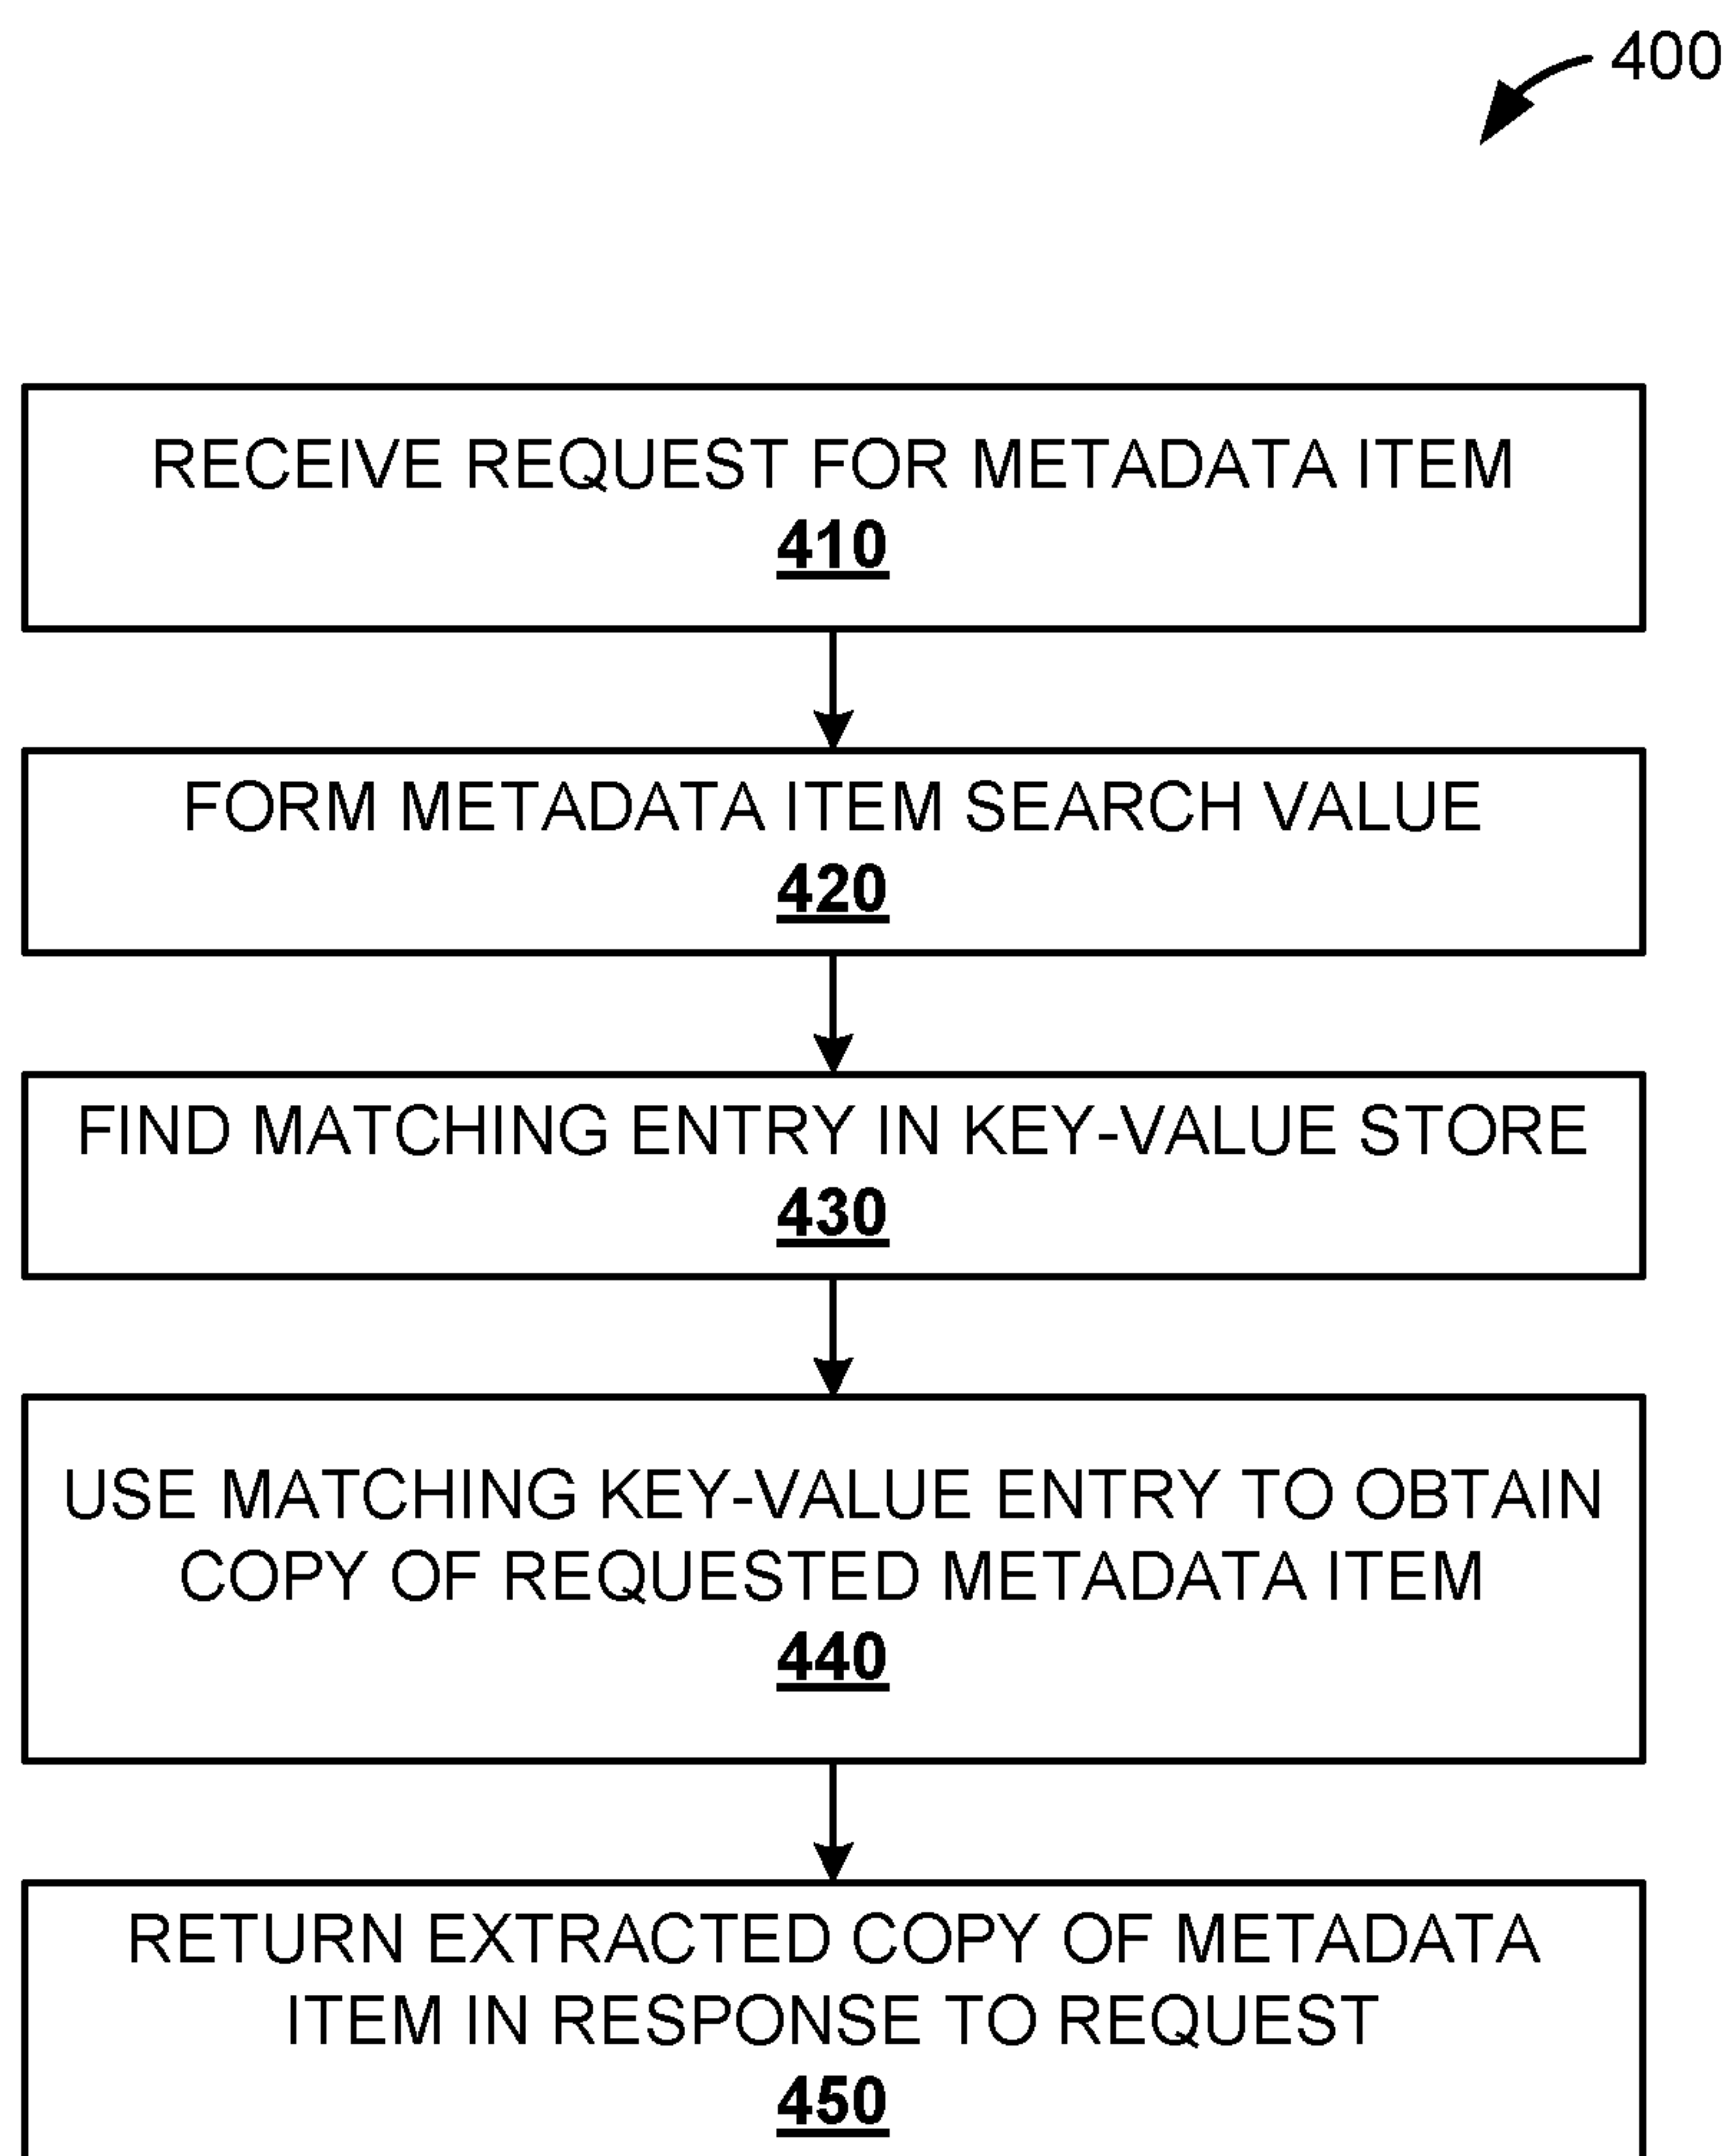 400
RECEIVE REQUEST FOR METADATA ITEM
410
FORM METADATA ITEM SEARCH VALUE
420
FIND MATCHING ENTRY IN KEY-VALUE STORE
430
USE MATCHING KEY-VALUE ENTRY TO OBTAIN
COPY OF REQUESTED METADATA ITEM
440
RETURN EXTRACTED COPY OF METADATA
ITEM IN RESPONSE TO REQUEST
450